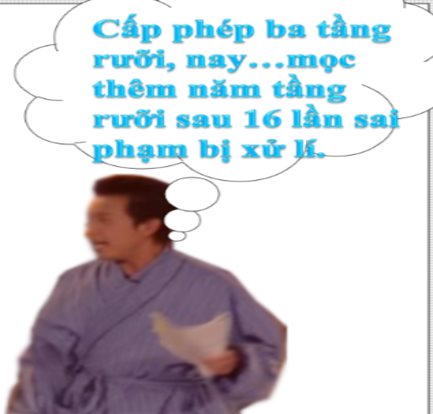 Cấp phép ba tầng
rưỡi, nay...mọc
thêm năm tầng
rưỡi sau 16 lần sai
phạm bị xử lí.